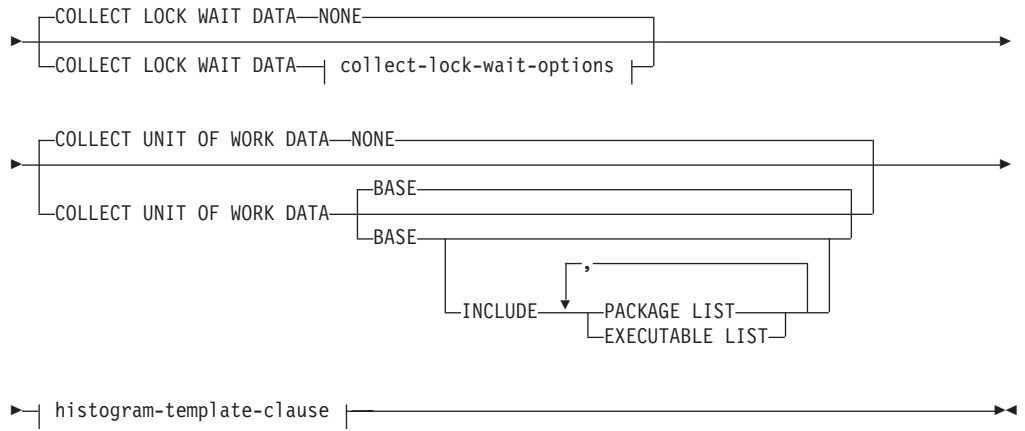 COLLECT LOCK WAIT DATA NONE
COLLECT LOCK WAIT DATA collect-lock-wait-options
COLLECT UNIT OF WORK DATA NONE
BASE
COLLECT UNIT OF WORK DATA
BASE
,
INCLUDE PACKAGE LIST
EXECUTABLE LIST
histogram-template-clause